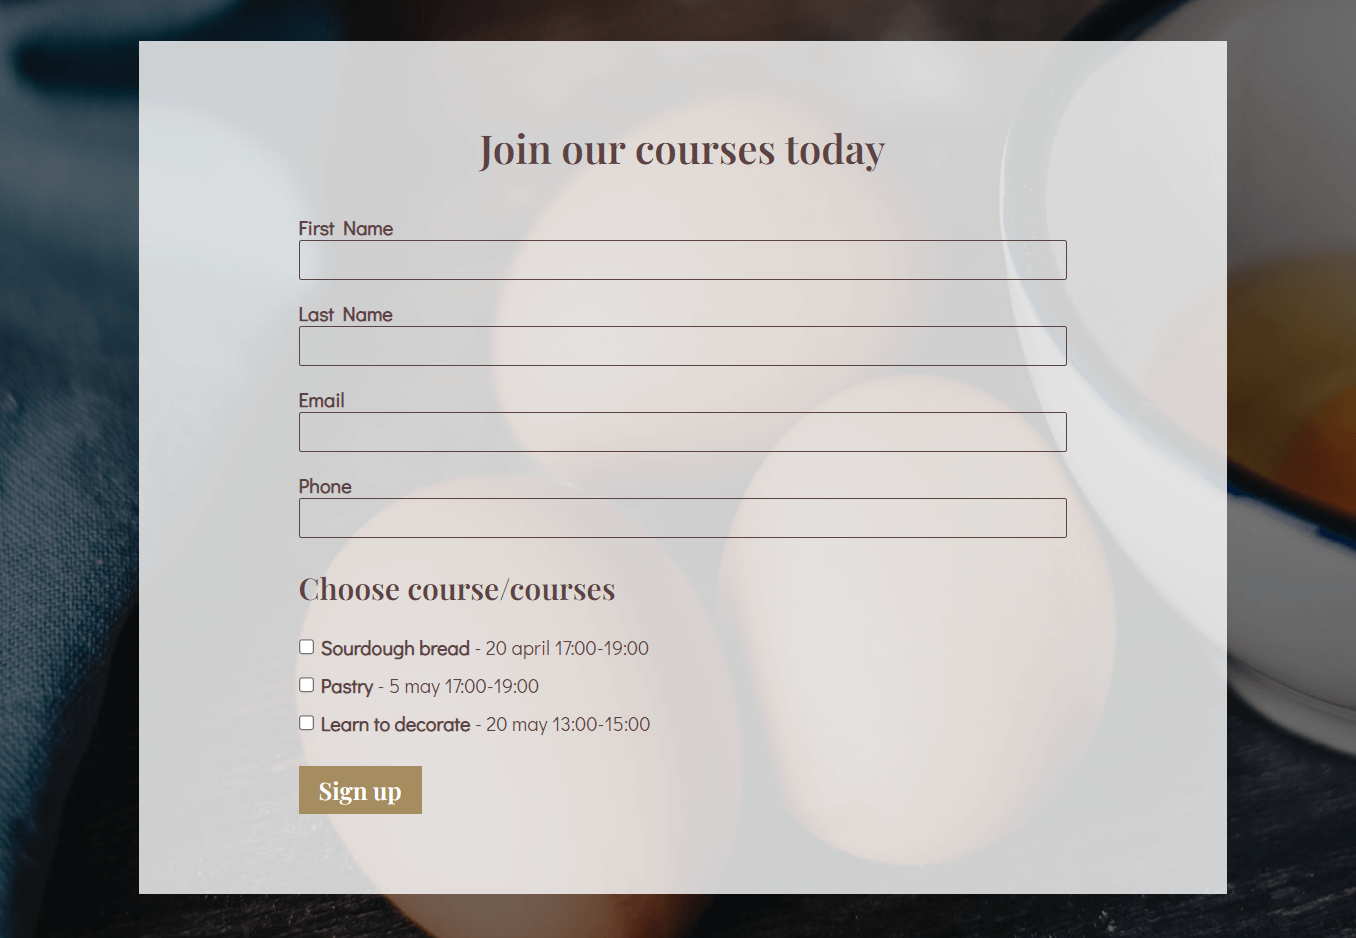 Join our courses today
First Name
Last Name
Email
Phone
Choose course/courses
Sourdough bread - 20 april 17:00-19:00
Pastry - 5 may 17:00-19:00
Learn to decorate - 20 may 13:00-15:00
Sign up